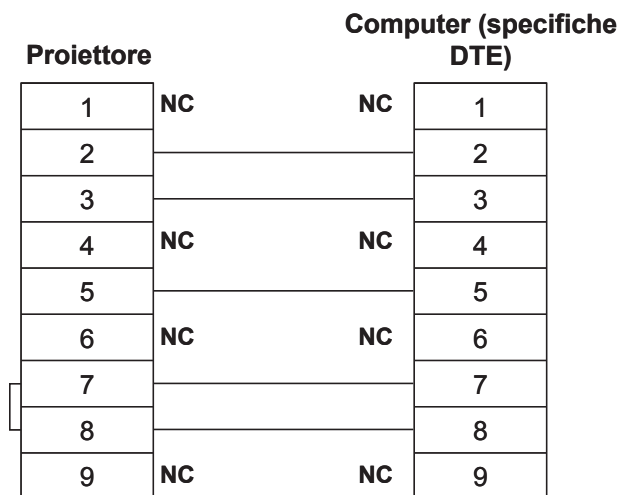 Computer (specifiche
DTE)
Proiettore
1 NC NC 1
2 2
3 3
4 NC NC 4
5 5
6 NC NC 6
7 7
8 8
9 NC NC 9